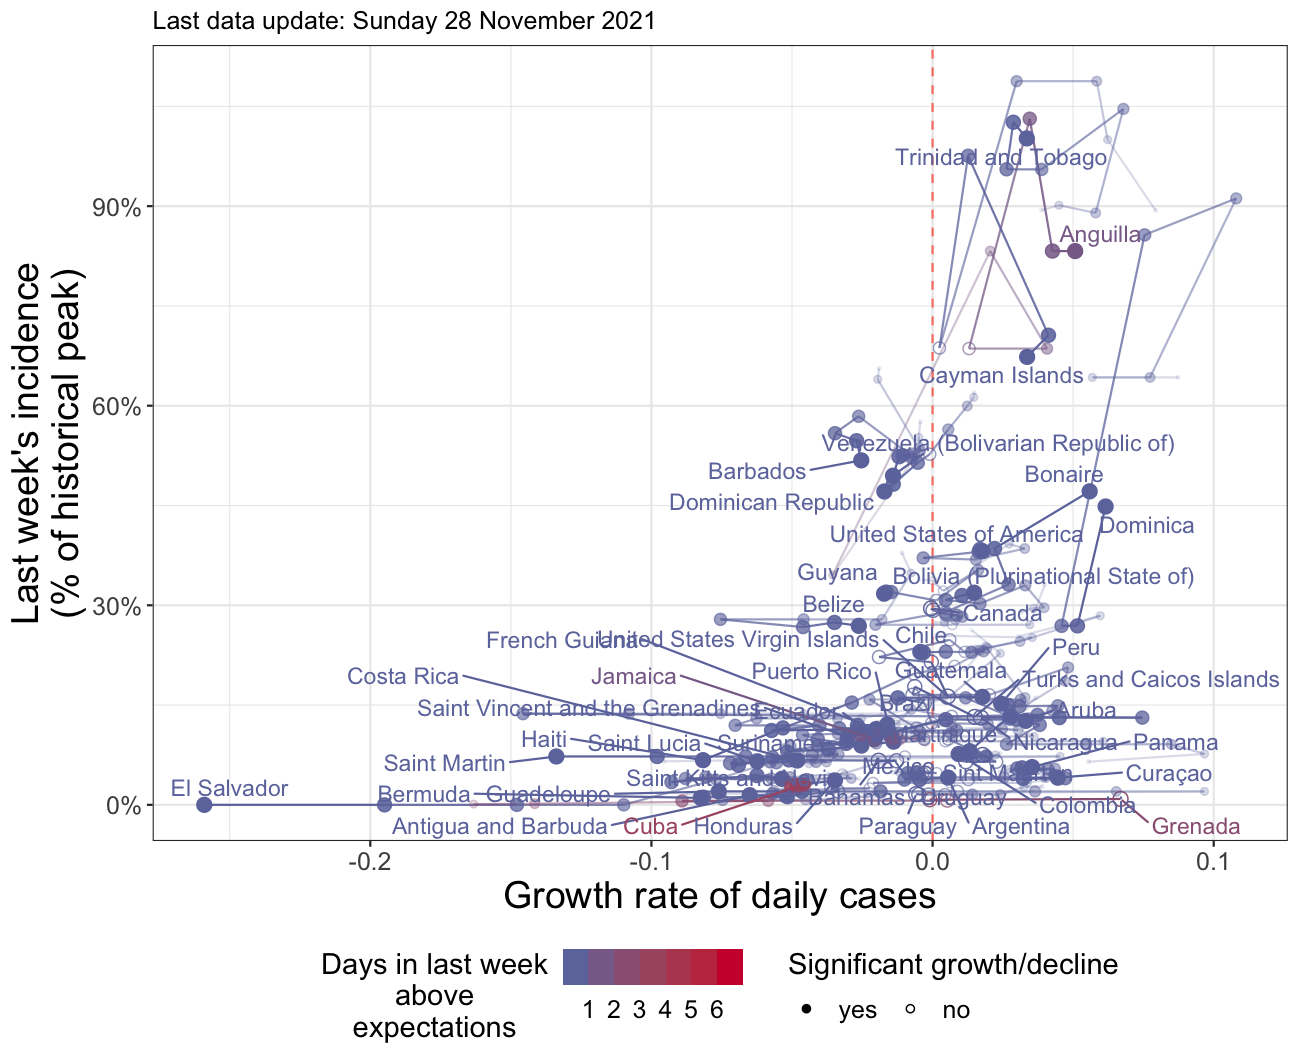 Last data update: Sunday 28 November 2021
Last week's incidence
(% of historical peak)
90%
60%
30%
0%
Trinidad and Tobago
Anguilla
Cayman Islands
Venezuela (Bolivarian Republic of)
Barbados
Bonaire
Dominican Republic
Dominica
United States of America
Guyana
Bolivia (Plurinational State of)
Belize
Canada
French Guiana
United States Virgin Islands
Chile
Peru
Costa Rica
Jamaica
Puerto Rico
Guatemala
Turks and Caicos Islands
Saint Vincent and the Grenadines
Ecuador
Brazil
Aruba
Haiti
Saint Lucia
Suriname
Martinique
Nicaragua
Panama
Saint Martin
Mexico
Sint Maarten
Curaçao
El Salvador
Saint Kitts and Nevis
Bermuda
Guadeloupe
Bahamas
Uruguay
Colombia
Antigua and Barbuda
Cuba
Honduras
Paraguay
Argentina
Grenada
-0.2
-0.1
0.0
0.1
Growth rate of daily cases
Days in last week
above
expectations
1 2 3 4 5 6
Significant growth/decline
yes
no